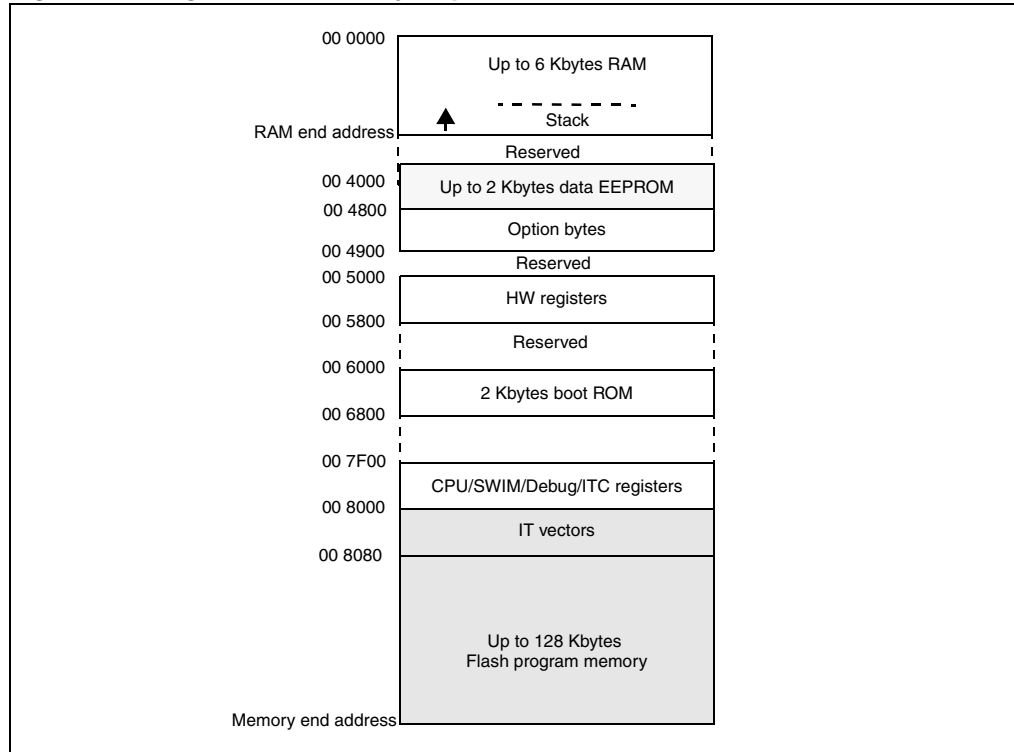 00 0000
Up to 6 Kbytes RAM
Stack
RAM end address
Reserved
00 4000
Up to 2 Kbytes data EEPROM
00 4800
Option bytes
00 4900
Reserved
00 5000
HW registers
00 5800
Reserved
00 6000
2 Kbytes boot ROM
00 6800
00 7F00
CPU/SWIM/Debug/ITC registers
00 8000
IT vectors
00 8080
Up to 128 Kbytes
Flash program memory
Memory end address